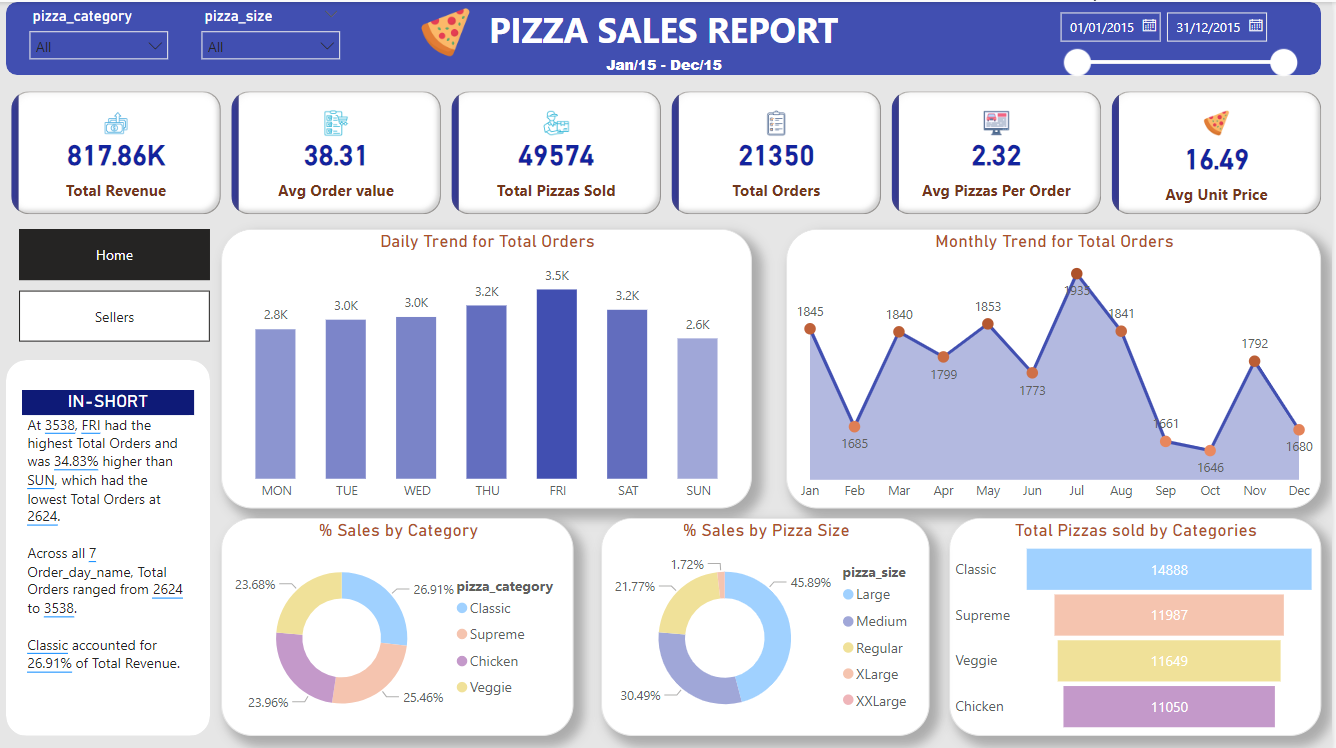 pizza_category
All
pizza_size
All
PIZZA SALES REPORT
Jan/15 - Dec/15
01/01/2015
31/12/2015
817.86K
Total Revenue
38.31
Avg Order value
49574
Total Pizzas Sold
21350
Total Orders
2.32
Avg Pizzas Per Order
16.49
Avg Unit Price
Home
Sellers
IN-SHORT
At 3538, FRI had the
highest Total Orders and
was 34.83% higher than
SUN, which had the
lowest Total Orders at
2624.
Across all 7
Order_day_name, Total
Orders ranged from 2624
to 3538.
Classic accounted for
26.91% of Total Revenue.
Daily Trend for Total Orders
2.8K
3.0K
3.0K
3.2K
3.5K
3.2K
2.6K
MON TUE WED THU FRI SAT SUN
Monthly Trend for Total Orders
1845
1685
1840
1799
1853
1773
1935
1841
1661
1646
1792
1680
Jan Feb Mar Apr May Jun Jul Aug Sep Oct Nov Dec
% Sales by Category
23.68%
26.91%
23.96%
25.46%
pizza_category
Classic
Supreme
Chicken
Veggie
% Sales by Pizza Size
1.72%
21.77%
45.89%
30.49%
pizza_size
Large
Medium
Regular
XLarge
XXLarge
Total Pizzas sold by Categories
Classic 14888
Supreme 11987
Veggie 11649
Chicken 11050